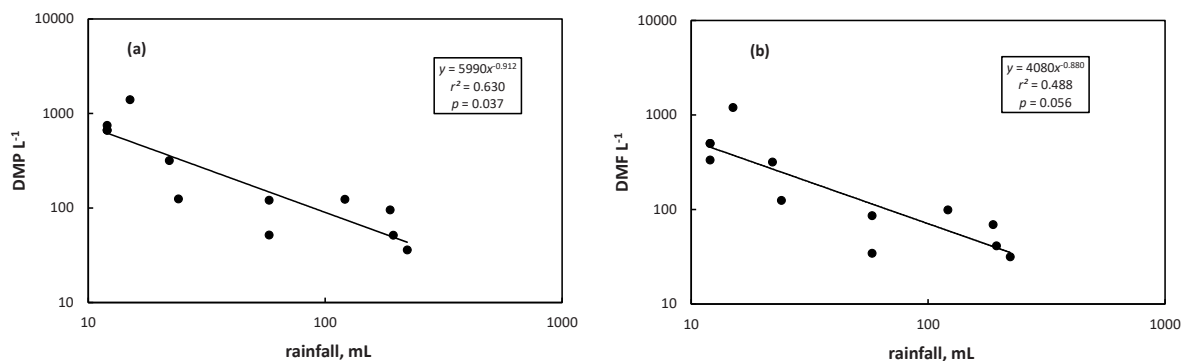 10000
(a)
y = 5990x^-0.912
r² = 0.630
p = 0.037
1000
DMP L⁻¹
100
10
10 100 1000
rainfall, mL
10000
(b)
y = 4080x^-0.880
r² = 0.488
p = 0.056
1000
DMF L⁻¹
100
10
10 100 1000
rainfall, mL